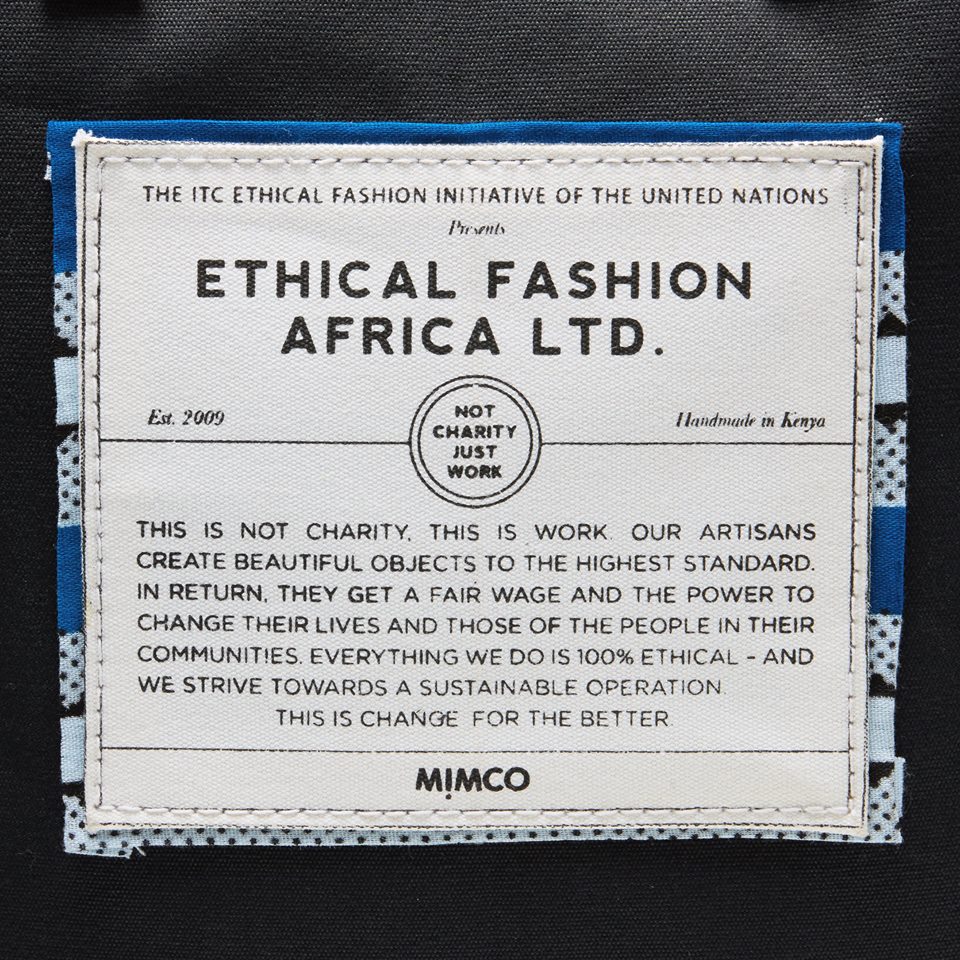 THE ITC ETHICAL FASHION INITIATIVE OF THE UNITED NATIONS
Presents
ETHICAL FASHION
AFRICA LTD.
Est. 2009
NOT
CHARITY
JUST
WORK
Handmade in Kenya
THIS IS NOT CHARITY, THIS IS WORK. OUR ARTISANS
CREATE BEAUTIFUL OBJECTS TO THE HIGHEST STANDARD.
IN RETURN, THEY GET A FAIR WAGE AND THE POWER TO
CHANGE THEIR LIVES AND THOSE OF THE PEOPLE IN THEIR
COMMUNITIES. EVERYTHING WE DO IS 100% ETHICAL - AND
WE STRIVE TOWARDS A SUSTAINABLE OPERATION.
THIS IS CHANGE FOR THE BETTER.
MIMCO